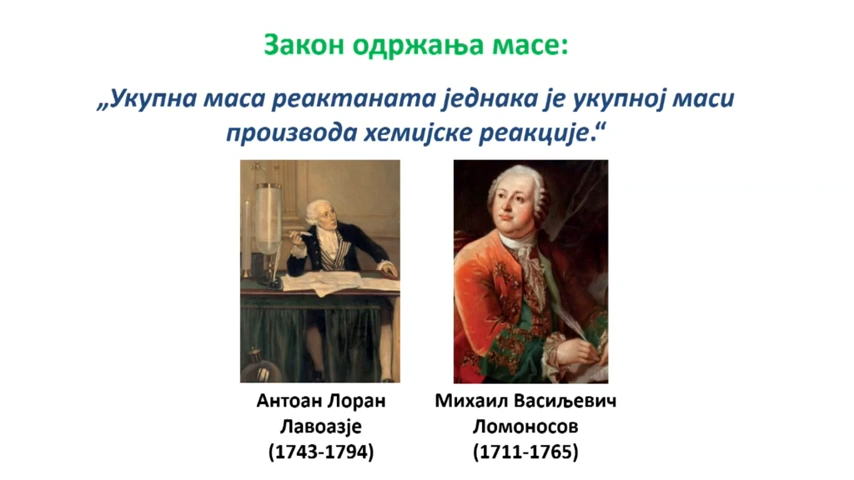 Закон одржања масе:
„Укупна маса реактаната једнака је укупној маси
производа хемијске реакције.“
Антоан Лоран
Лавоазје
(1743-1794)
Михаил Васиљевич
Ломоносов
(1711-1765)